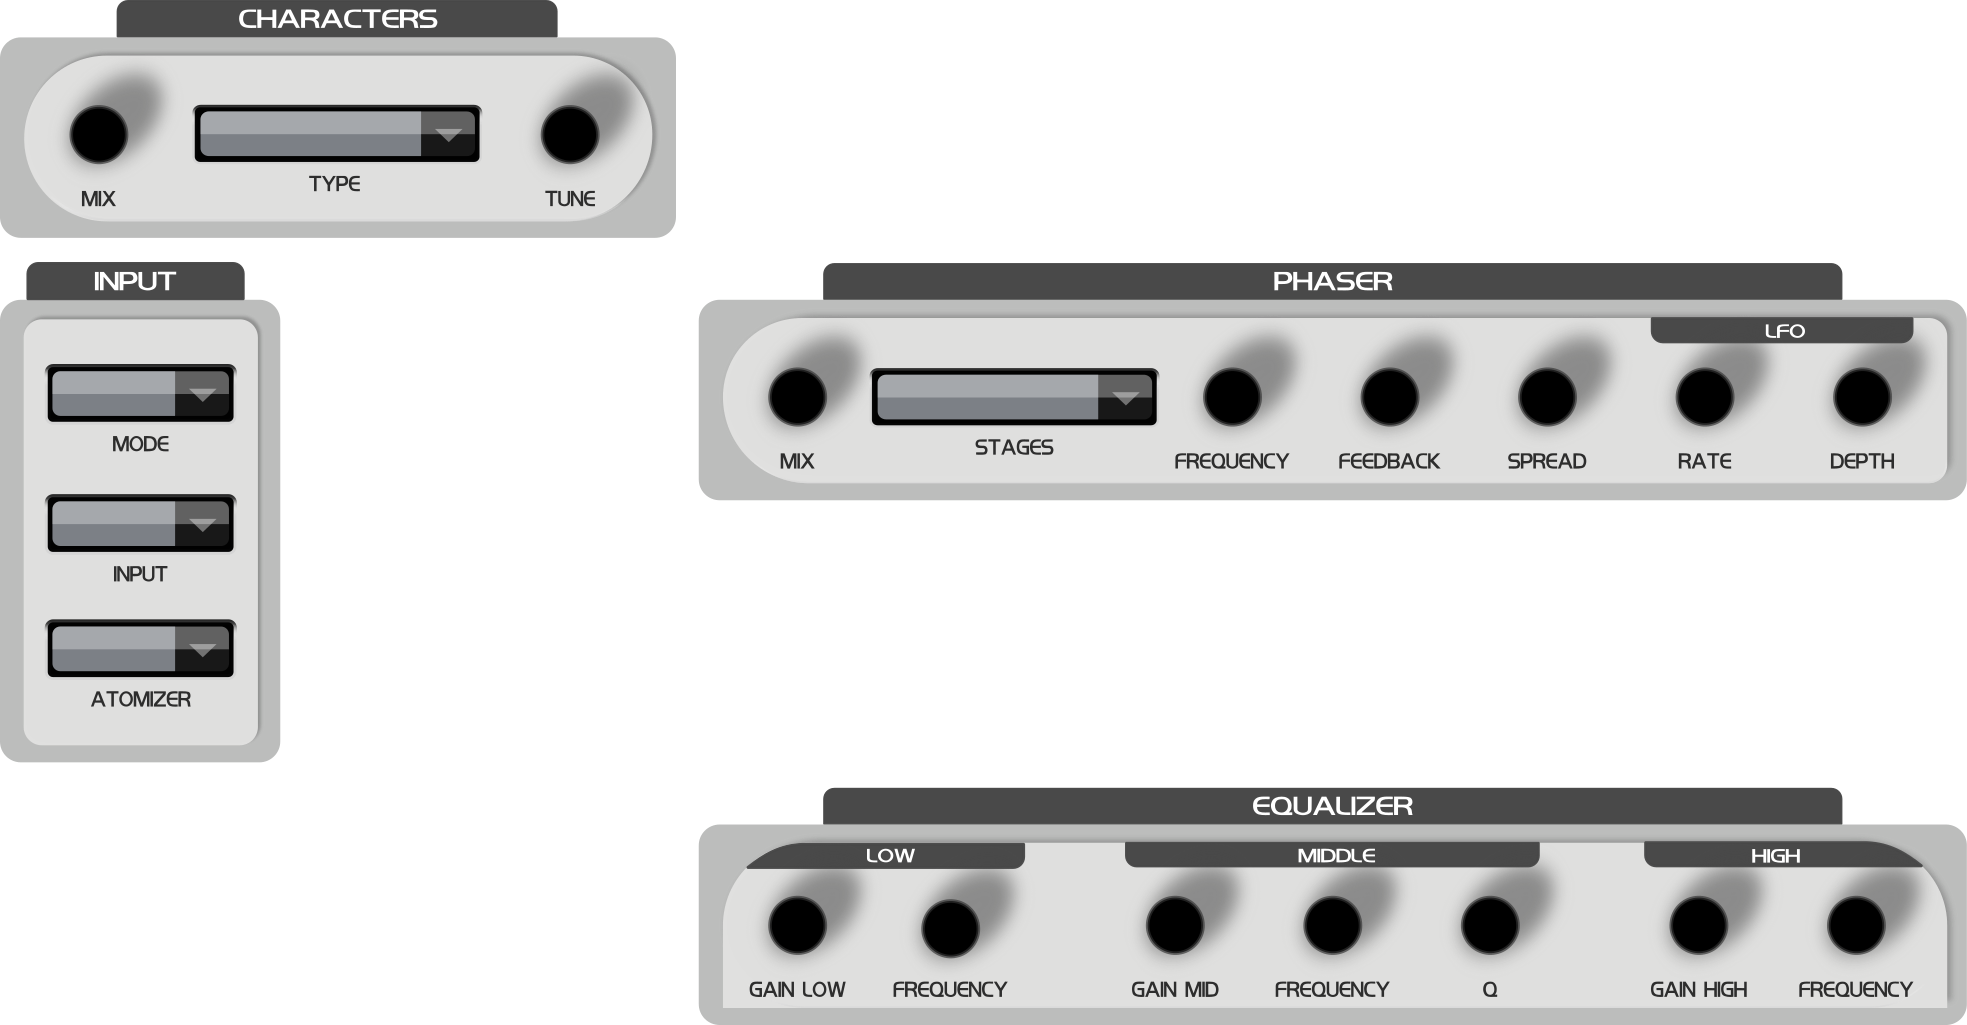 CHARACTERS
MIX
TYPE
TUNE
INPUT
MODE
INPUT
ATOMIZER
PHASER
LFO
MIX
STAGES
FREQUENCY
FEEDBACK
SPREAD
RATE
DEPTH
EQUALIZER
LOW
MIDDLE
HIGH
GAIN LOW
FREQUENCY
GAIN MID
FREQUENCY
Q
GAIN HIGH
FREQUENCY